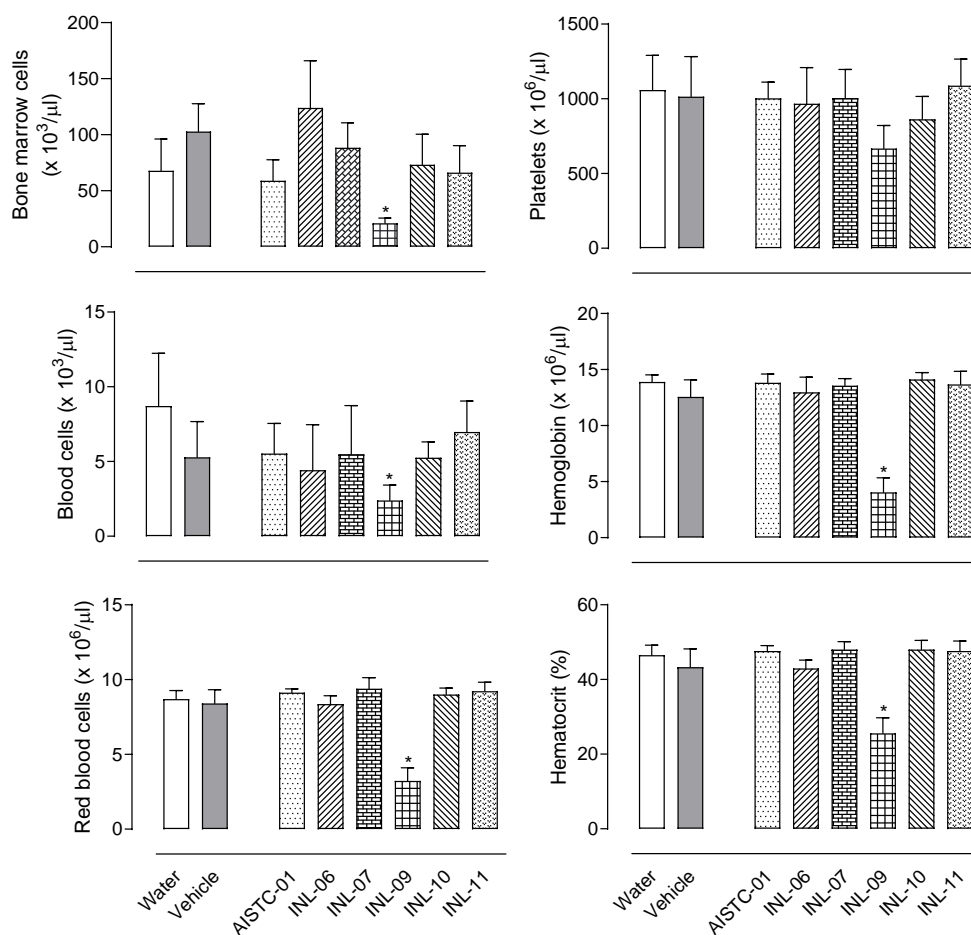 Bone marrow cells
(x 10³/µl)
200
150
100
50
0
*
Platelets (x 10⁶/µl)
1500
1000
500
0
Blood cells (x 10³/µl)
15
10
5
0
*
Hemoglobin (x 10⁶/µl)
20
15
10
5
0
*
Red blood cells (x 10⁶/µl)
15
10
5
0
*
Water
Vehicle
AISTC-01
INL-06
INL-07
INL-09
INL-10
INL-11
Hematocrit (%)
60
40
20
0
*
Water
Vehicle
AISTC-01
INL-06
INL-07
INL-09
INL-10
INL-11